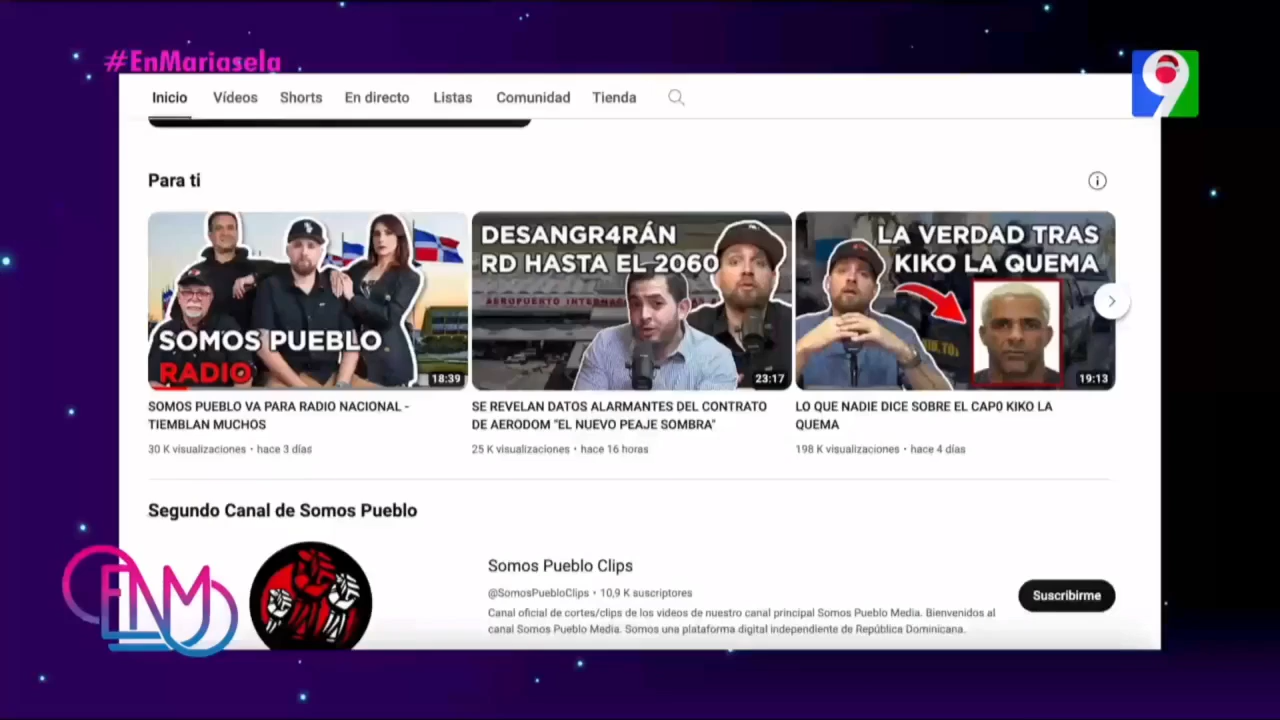 #EnMariasela
9
Inicio Vídeos Shorts En directo Listas Comunidad Tienda
Para ti
SOMOS PUEBLO
RADIO
18:39
DESANGR4RÁN
RD HASTA EL 2060
AEROPUERTO
23:17
LA VERDAD TRAS
KIKO LA QUEMA
19:13
SOMOS PUEBLO VA PARA RADIO NACIONAL -
TIEMBLAN MUCHOS
30 K visualizaciones • hace 3 días
SE REVELAN DATOS ALARMANTES DEL CONTRATO
DE AERODOM "EL NUEVO PEAJE SOMBRA"
25 K visualizaciones • hace 16 horas
LO QUE NADIE DICE SOBRE EL CAP0 KIKO LA
QUEMA
198 K visualizaciones • hace 4 días
Segundo Canal de Somos Pueblo
Somos Pueblo Clips
@SomosPuebloClips • 10,9 K suscriptores
Canal oficial de cortes/clips de los videos de nuestro canal principal Somos Pueblo Media. Bienvenidos al
canal Somos Pueblo Media. Somos una plataforma digital independiente de República Dominicana.
Suscribirme
ENM